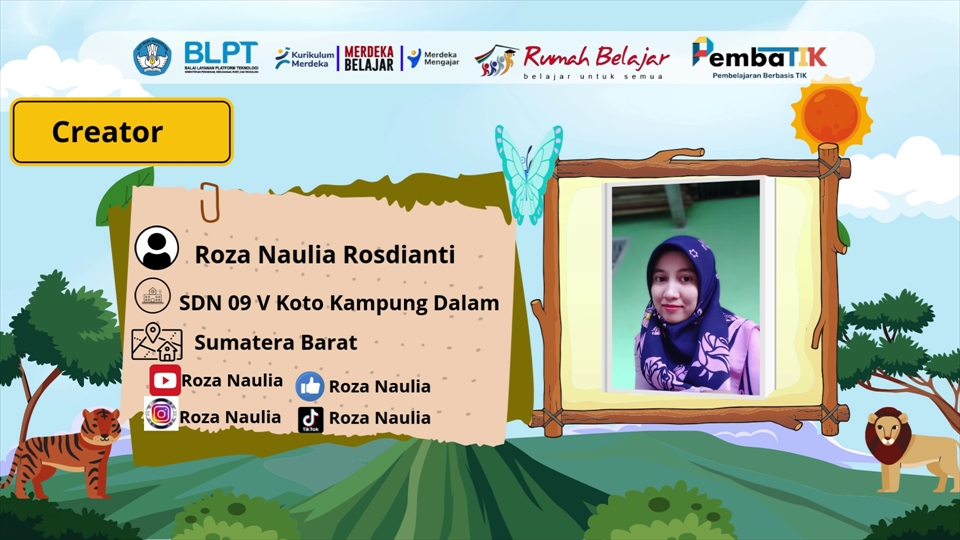 BLPT
BALAI LAYANAN PLATFORM TEKNOLOGI
Kurikulum
Merdeka
MERDEKA
BELAJAR
Merdeka
Mengajar
Rumah Belajar
belajar untuk semua
PembaTIK
Pembelajaran Berbasis TIK
Creator
Roza Naulia Rosdianti
SDN 09 V Koto Kampung Dalam
Sumatera Barat
Roza Naulia
Roza Naulia
Roza Naulia
TikTok
Roza Naulia